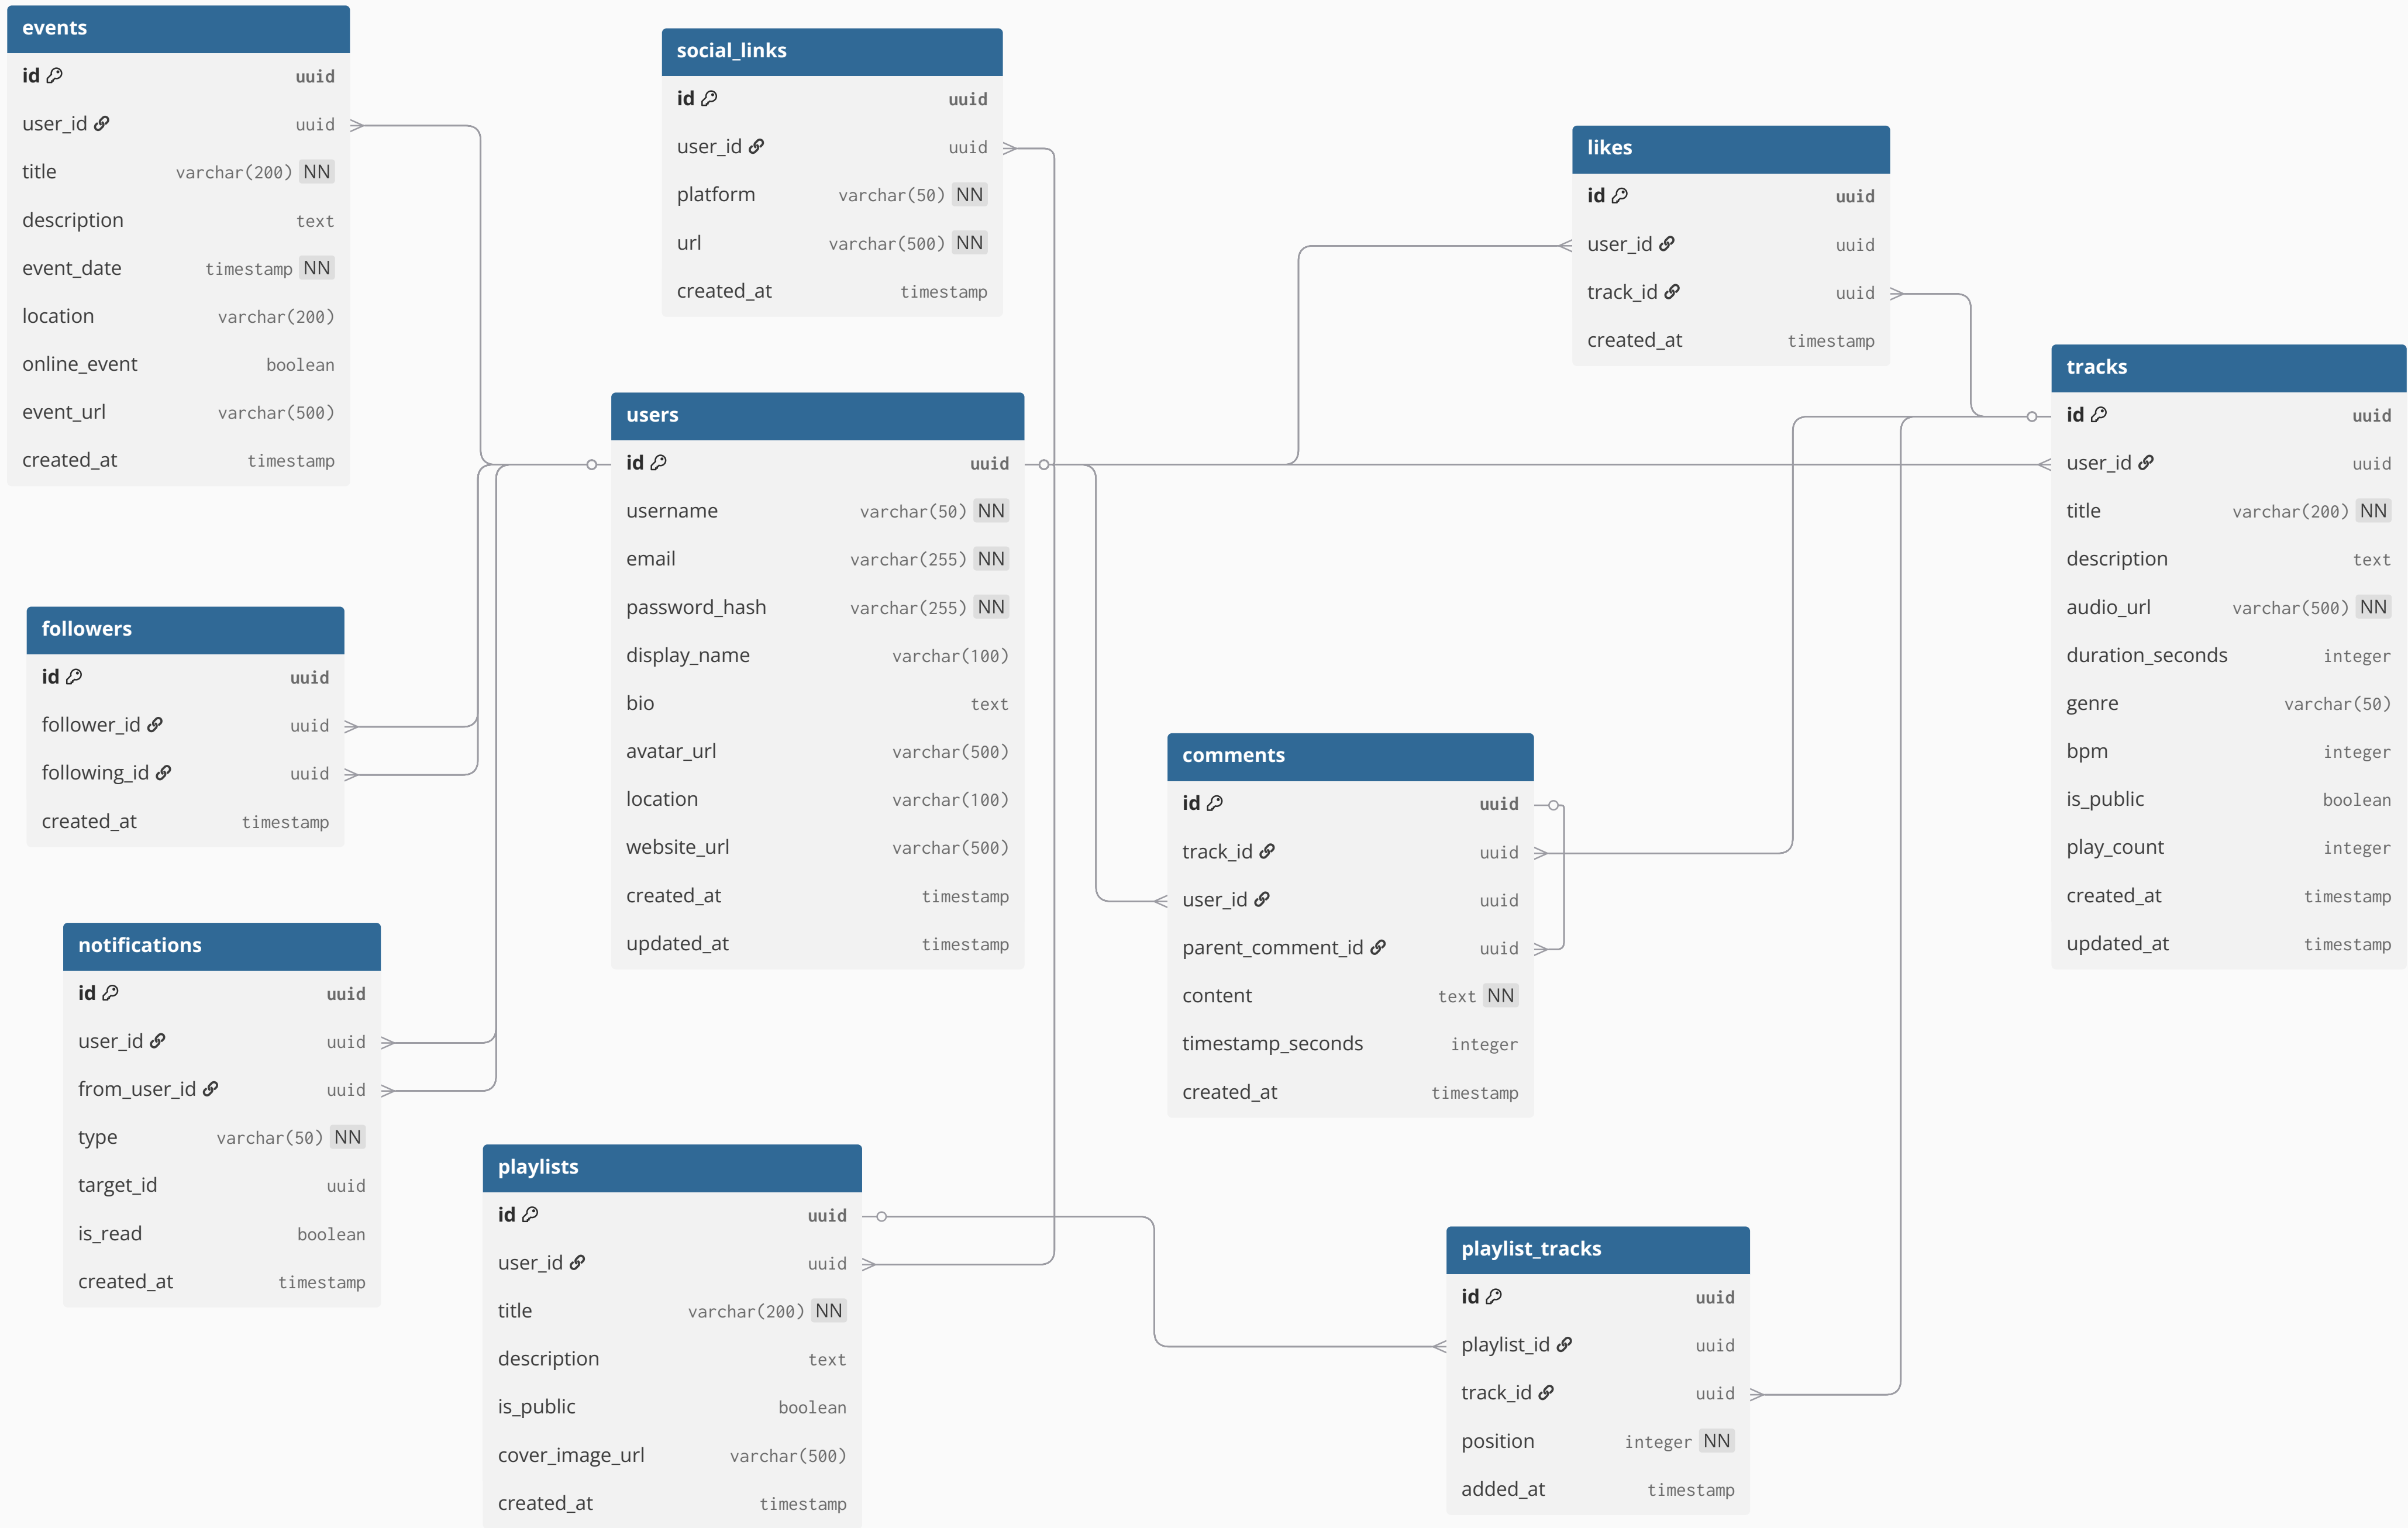 events
id uuid
user_id uuid
title varchar(200) NN
description text
event_date timestamp NN
location varchar(200)
online_event boolean
event_url varchar(500)
created_at timestamp
social_links
id uuid
user_id uuid
platform varchar(50) NN
url varchar(500) NN
created_at timestamp
likes
id uuid
user_id uuid
track_id uuid
created_at timestamp
tracks
id uuid
user_id uuid
title varchar(200) NN
description text
audio_url varchar(500) NN
duration_seconds integer
genre varchar(50)
bpm integer
is_public boolean
play_count integer
created_at timestamp
updated_at timestamp
users
id uuid
username varchar(50) NN
email varchar(255) NN
password_hash varchar(255) NN
display_name varchar(100)
bio text
avatar_url varchar(500)
location varchar(100)
website_url varchar(500)
created_at timestamp
updated_at timestamp
followers
id uuid
follower_id uuid
following_id uuid
created_at timestamp
comments
id uuid
track_id uuid
user_id uuid
parent_comment_id uuid
content text NN
timestamp_seconds integer
created_at timestamp
notifications
id uuid
user_id uuid
from_user_id uuid
type varchar(50) NN
target_id uuid
is_read boolean
created_at timestamp
playlists
id uuid
user_id uuid
title varchar(200) NN
description text
is_public boolean
cover_image_url varchar(500)
created_at timestamp
playlist_tracks
id uuid
playlist_id uuid
track_id uuid
position integer NN
added_at timestamp